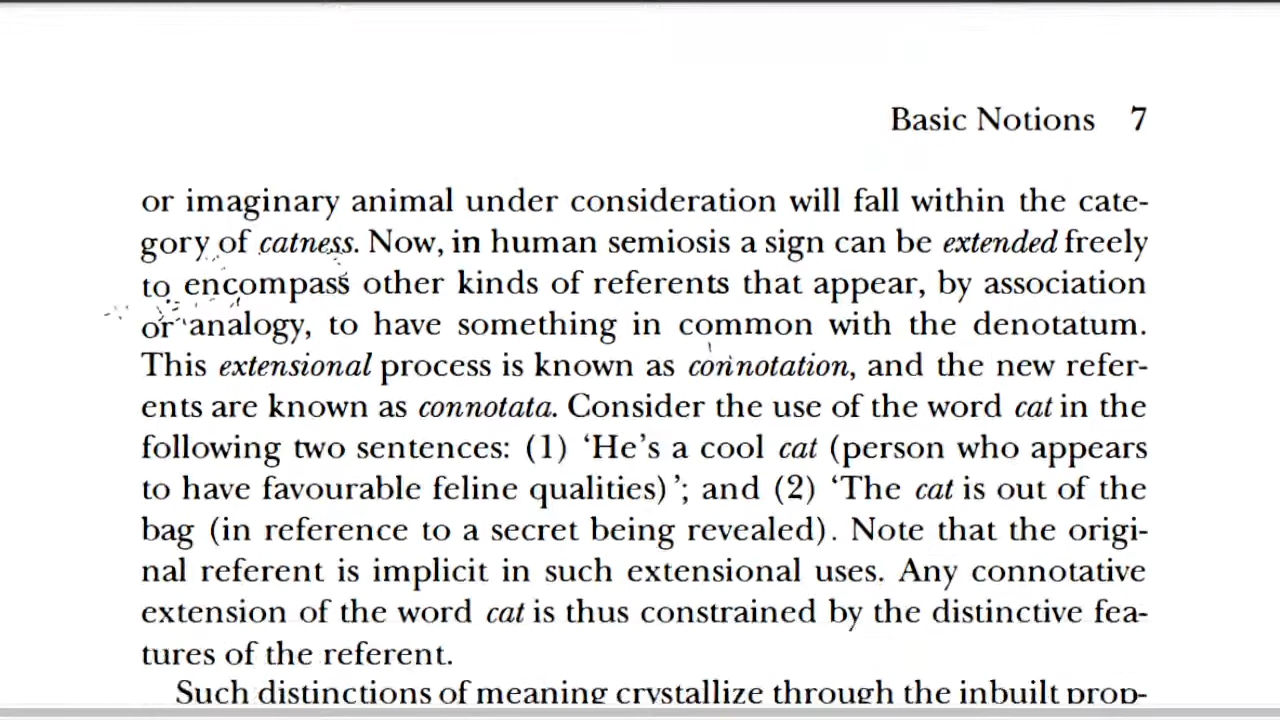 Basic Notions 7
or imaginary animal under consideration will fall within the cate-
gory of catness. Now, in human semiosis a sign can be extended freely
to encompass other kinds of referents that appear, by association
or analogy, to have something in common with the denotatum.
This extensional process is known as connotation, and the new refer-
ents are known as connotata. Consider the use of the word cat in the
following two sentences: (1) ‘He’s a cool cat (person who appears
to have favourable feline qualities)’; and (2) ‘The cat is out of the
bag (in reference to a secret being revealed). Note that the origi-
nal referent is implicit in such extensional uses. Any connotative
extension of the word cat is thus constrained by the distinctive fea-
tures of the referent.
Such distinctions of meaning crystallize through the inbuilt prop-